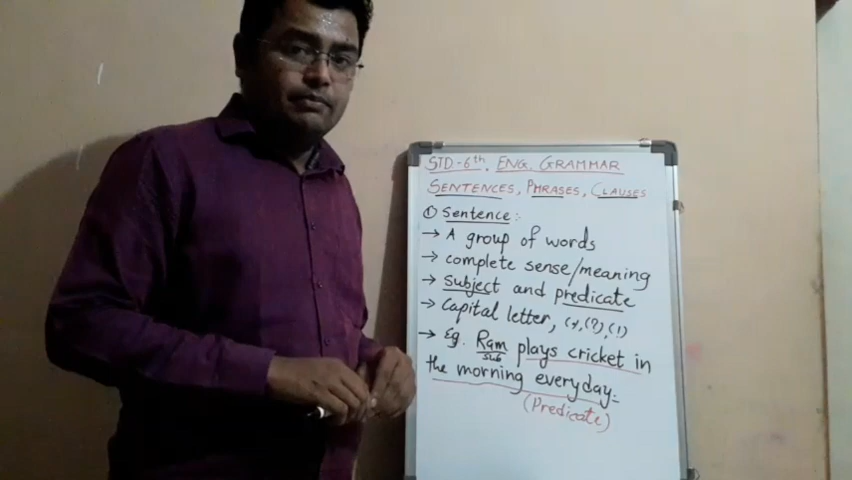 STD-6th, ENG. GRAMMAR
SENTENCES, PHRASES, CLAUSES
① Sentence:-
→ A group of words
→ complete sense/meaning
→ Subject and predicate
→ Capital letter, (.), (?), (!)
→ Eg. Ram plays cricket in
sub
the morning everyday.
(Predicate)